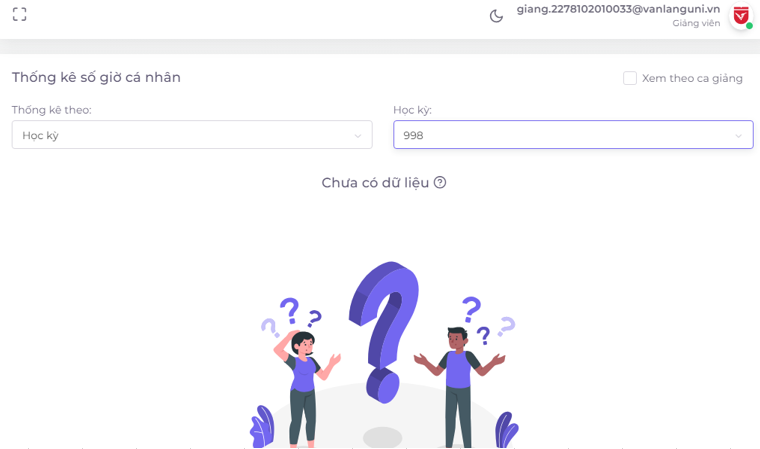 giang.2278102010033@vanlanguni.vn
Giảng viên
Thống kê số giờ cá nhân
Xem theo ca giảng
Thống kê theo:
Học kỳ:
Học kỳ
998
Chưa có dữ liệu